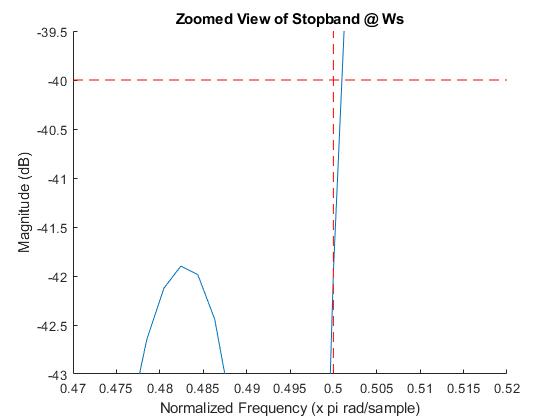 Zoomed View of Stopband @ Ws
Magnitude (dB)
-39.5
-40
-40.5
-41
-41.5
-42
-42.5
-43
0.47 0.475 0.48 0.485 0.49 0.495 0.5 0.505 0.51 0.515 0.52
Normalized Frequency (x pi rad/sample)